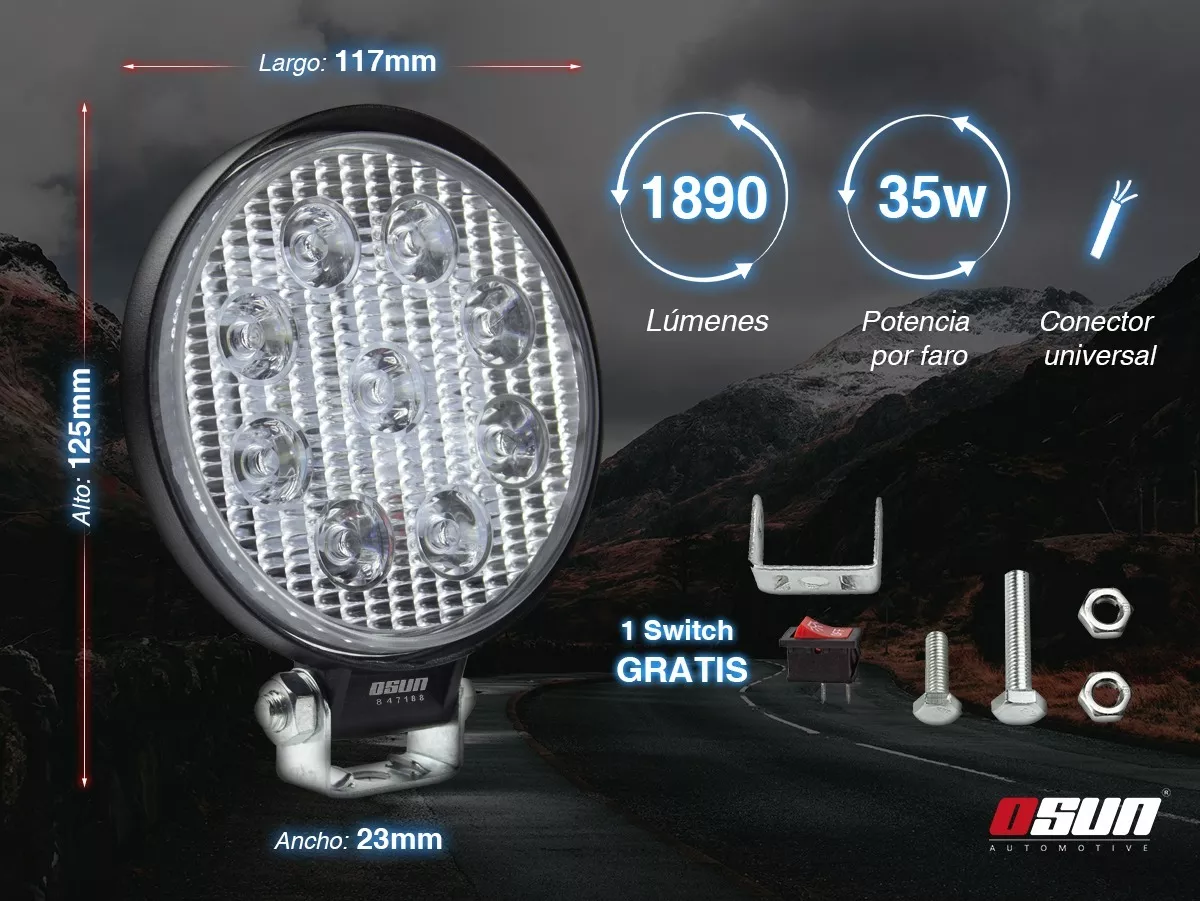 Largo: 117mm
Alto: 125mm
Ancho: 23mm
1890
Lúmenes
35w
Potencia
por faro
Conector
universal
1 Switch
GRATIS
OSUN
847188
OSUN®
AUTOMOTIVE